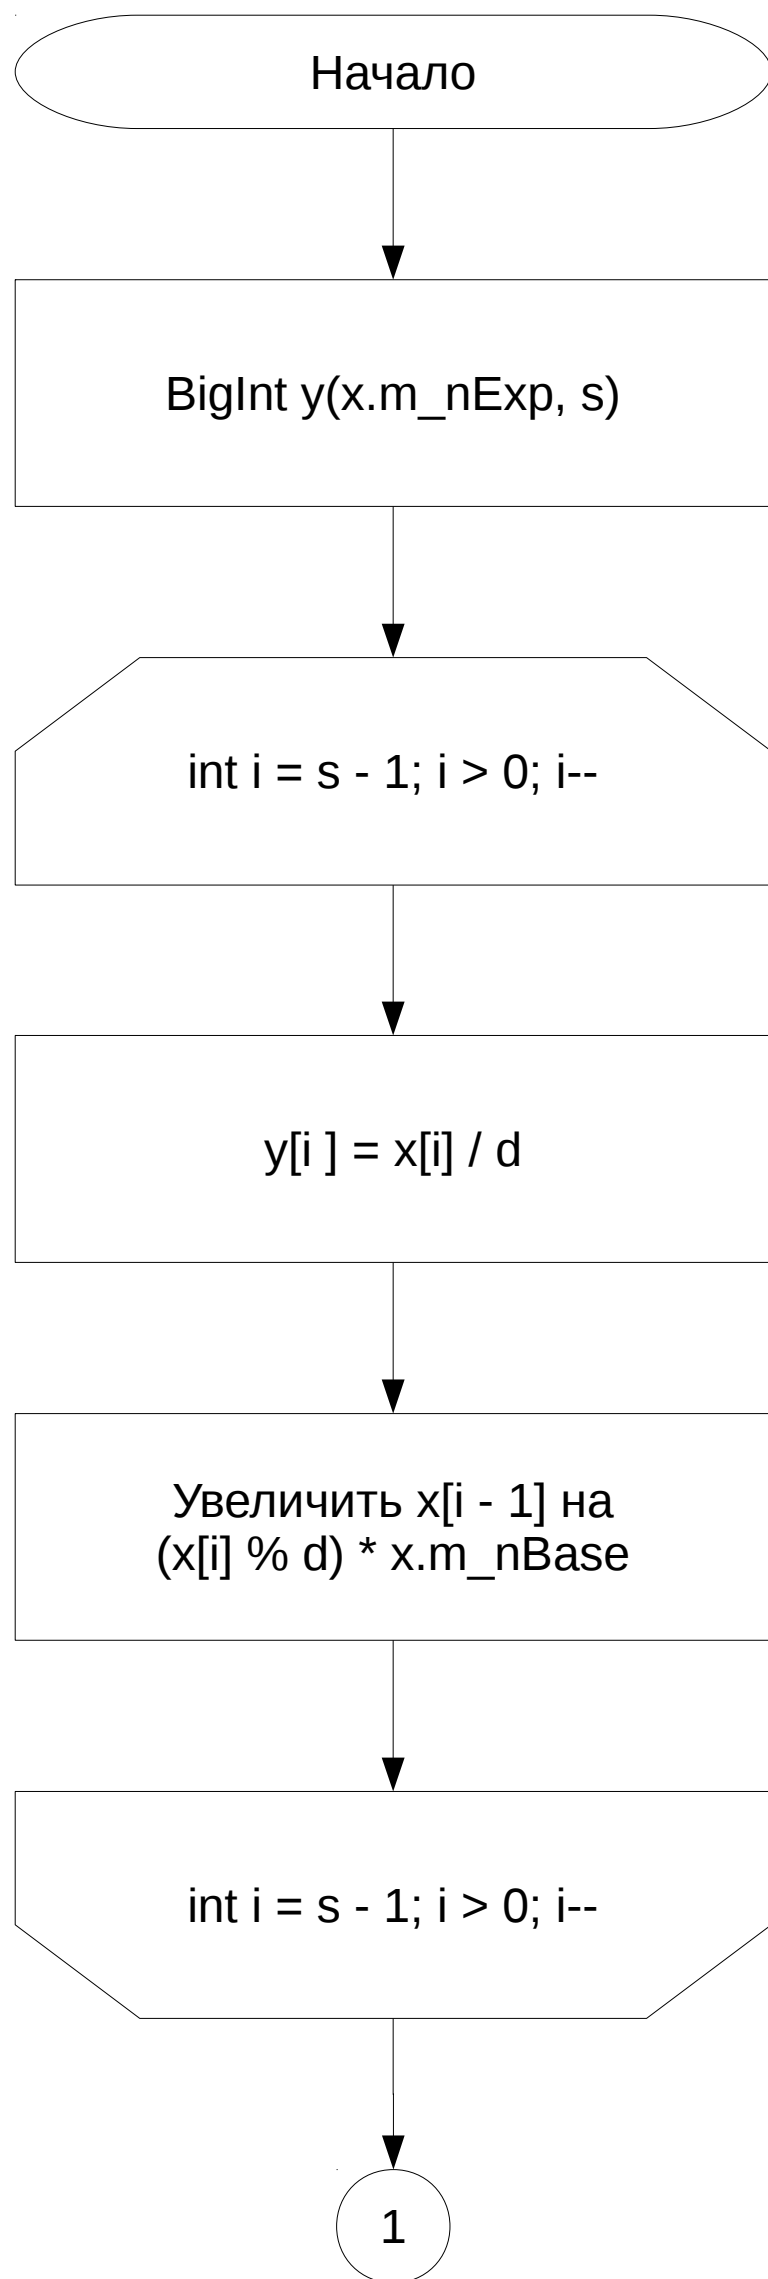 Начало
BigInt y(x.m_nExp, s)
int i = s - 1; i > 0; i--
y[i ] = x[i] / d
Увеличить x[i - 1] на
(x[i] % d) * x.m_nBase
int i = s - 1; i > 0; i--
1